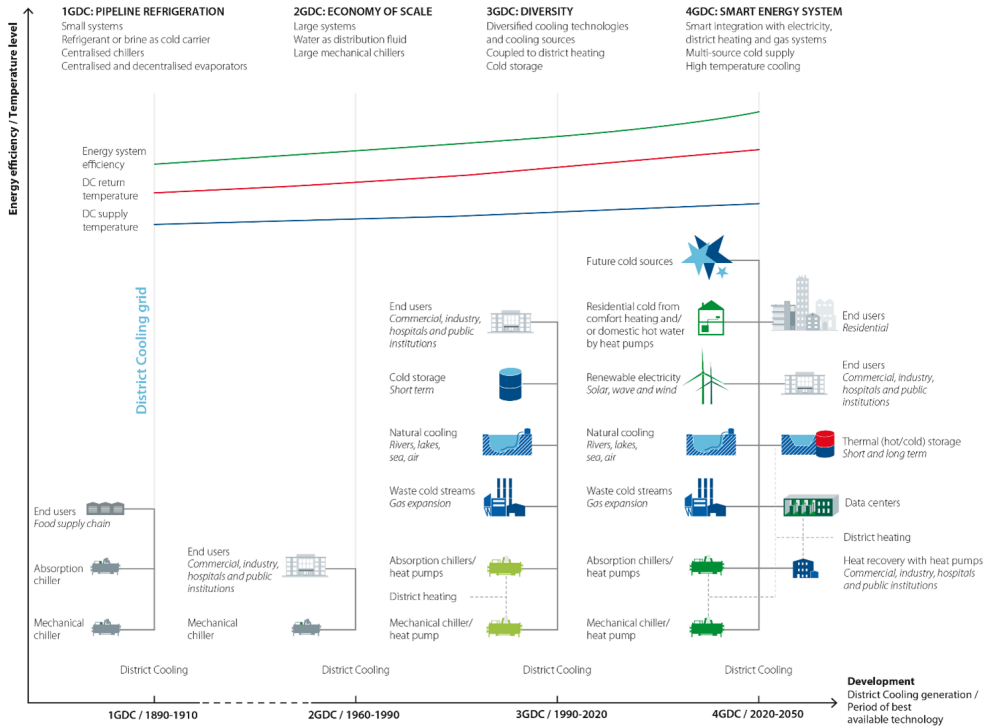 Energy efficiency / Temperature level
1GDC: PIPELINE REFRIGERATION
Small systems
Refrigerant or brine as cold carrier
Centralised chillers
Centralised and decentralised evaporators
2GDC: ECONOMY OF SCALE
Large systems
Water as distribution fluid
Large mechanical chillers
3GDC: DIVERSITY
Diversified cooling technologies
and cooling sources
Coupled to district heating
Cold storage
4GDC: SMART ENERGY SYSTEM
Smart integration with electricity,
district heating and gas systems
Multi-source cold supply
High temperature cooling
Energy system
efficiency
DC return
temperature
DC supply
temperature
District Cooling grid
End users
Food supply chain
Absorption
chiller
Mechanical
chiller
End users
Commercial, industry,
hospitals and public
institutions
Mechanical
chiller
End users
Commercial, industry,
hospitals and public
institutions
Cold storage
Short term
Natural cooling
Rivers, lakes,
sea, air
Waste cold streams
Gas expansion
Absorption chillers/
heat pumps
District heating
Mechanical chiller/
heat pump
Future cold sources
Residential cold from
comfort heating and/
or domestic hot water
by heat pumps
Renewable electricity
Solar, wave and wind
Natural cooling
Rivers, lakes,
sea, air
Waste cold streams
Gas expansion
Absorption chillers/
heat pumps
Mechanical chiller/
heat pump
End users
Residential
End users
Commercial, industry,
hospitals and public
institutions
Thermal (hot/cold) storage
Short and long term
Data centers
District heating
Heat recovery with heat pumps
Commercial, industry, hospitals
and public institutions
District Cooling
District Cooling
District Cooling
District Cooling
1GDC / 1890-1910
2GDC / 1960-1990
3GDC / 1990-2020
4GDC / 2020-2050
Development
District Cooling generation /
Period of best
available technology